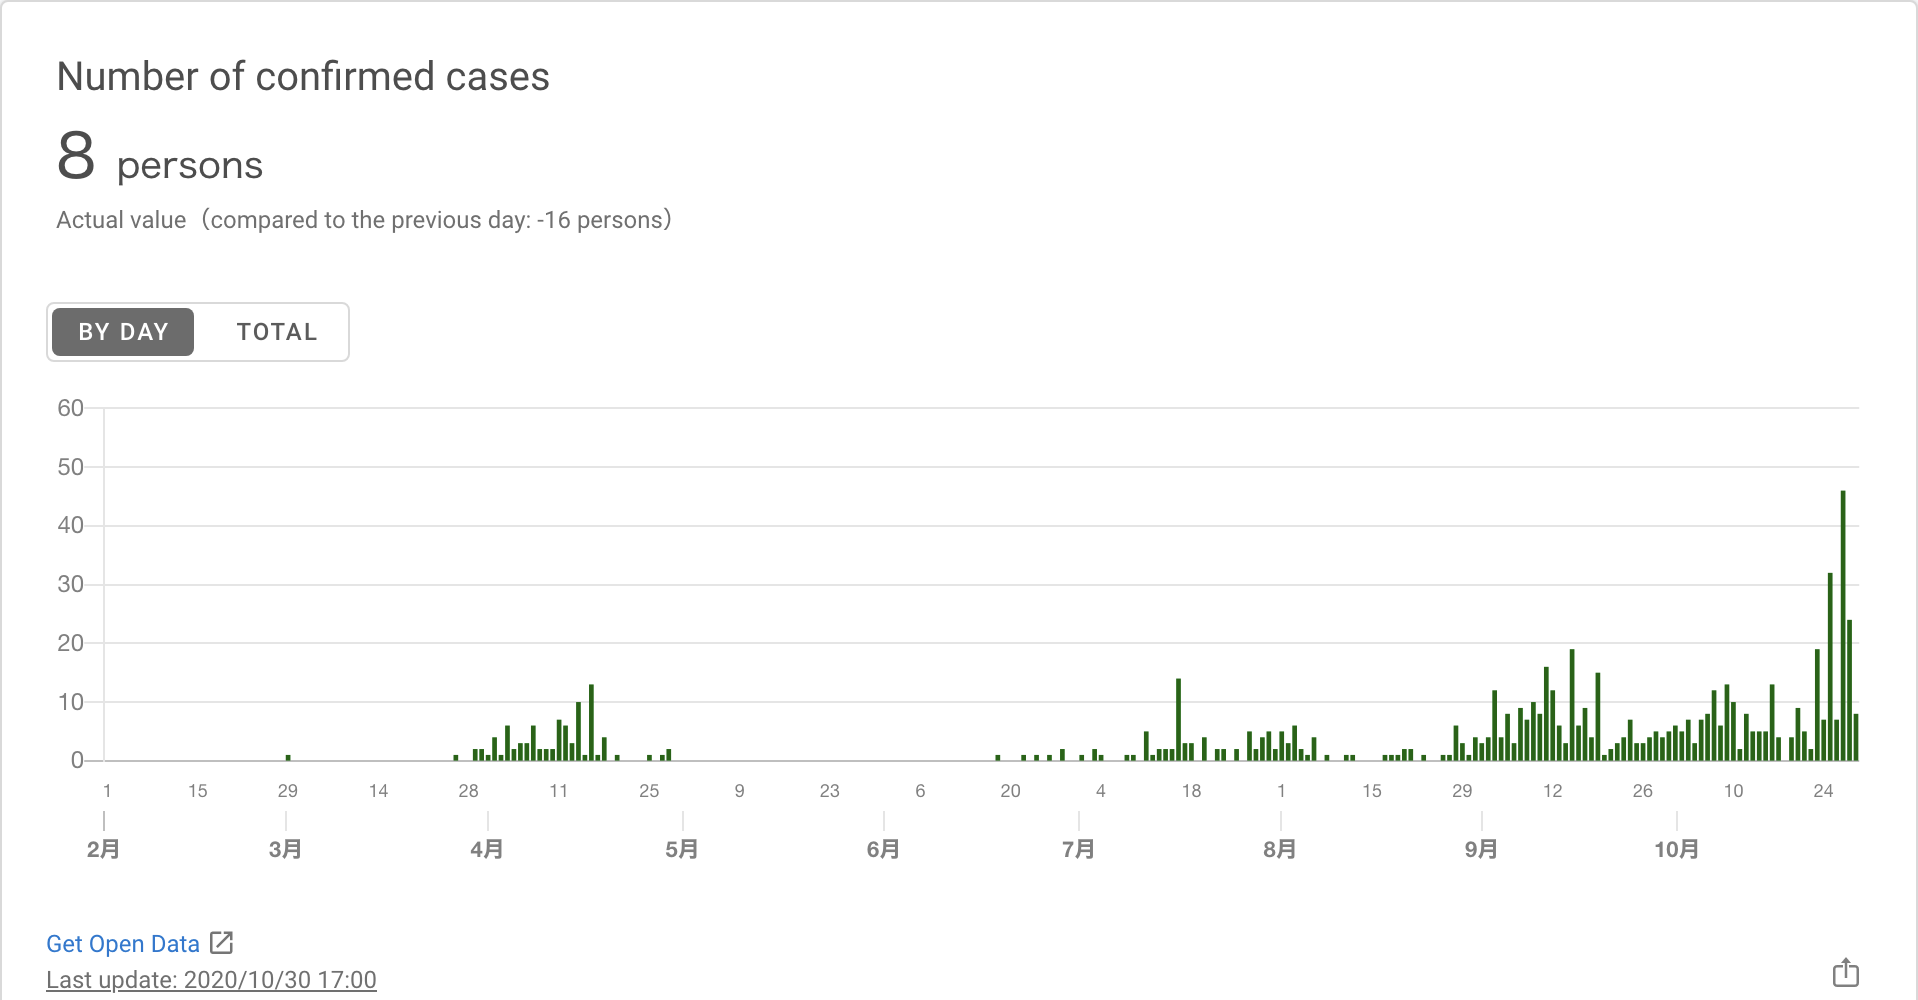 Number of confirmed cases
8 persons
Actual value（compared to the previous day: -16 persons）
BY DAY TOTAL
60
50
40
30
20
10
0
1 15 29 14 28 11 25 9 23 6 20 4 18 1 15 29 12 26 10 24
2月 3月 4月 5月 6月 7月 8月 9月 10月
Get Open Data
Last update: 2020/10/30 17:00